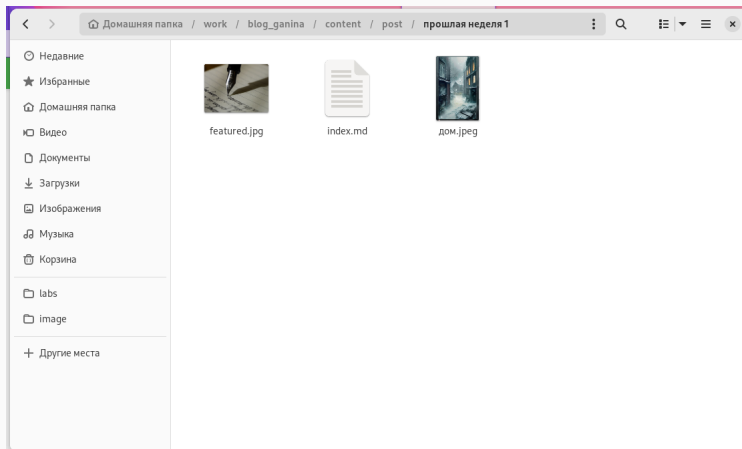 Домашняя папка / work / blog_ganina / content / post / прошлая неделя 1
Недавние
Избранные
Домашняя папка
Видео
Документы
Загрузки
Изображения
Музыка
Корзина
labs
image
Другие места
featured.jpg
index.md
дом.jpeg